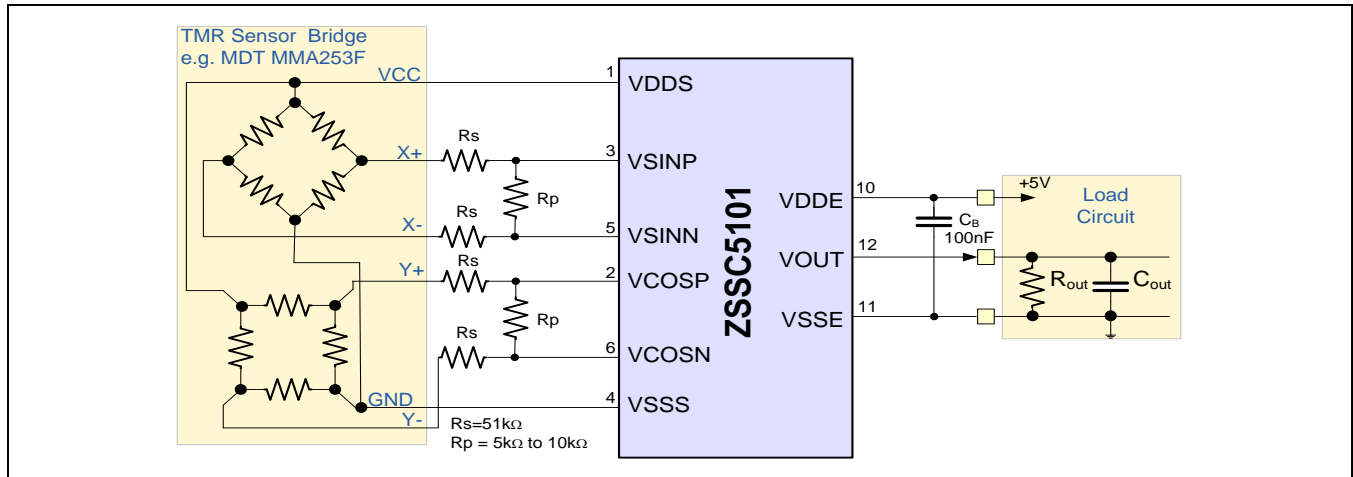 TMR Sensor Bridge
e.g. MDT MMA253F
VCC
1
VDDS
X+
Rs
3
VSINP
Rp
X-
Rs
5
VSINN
Y+
Rs
2
VCOSP
Rp
Rs
6
VCOSN
GND
4
VSSS
Y-
Rs=51kΩ
Rp = 5kΩ to 10kΩ
ZSSC5101
VDDE
10
+5V
Load
Circuit
CB
100nF
VOUT
12
Rout
Cout
VSSE
11